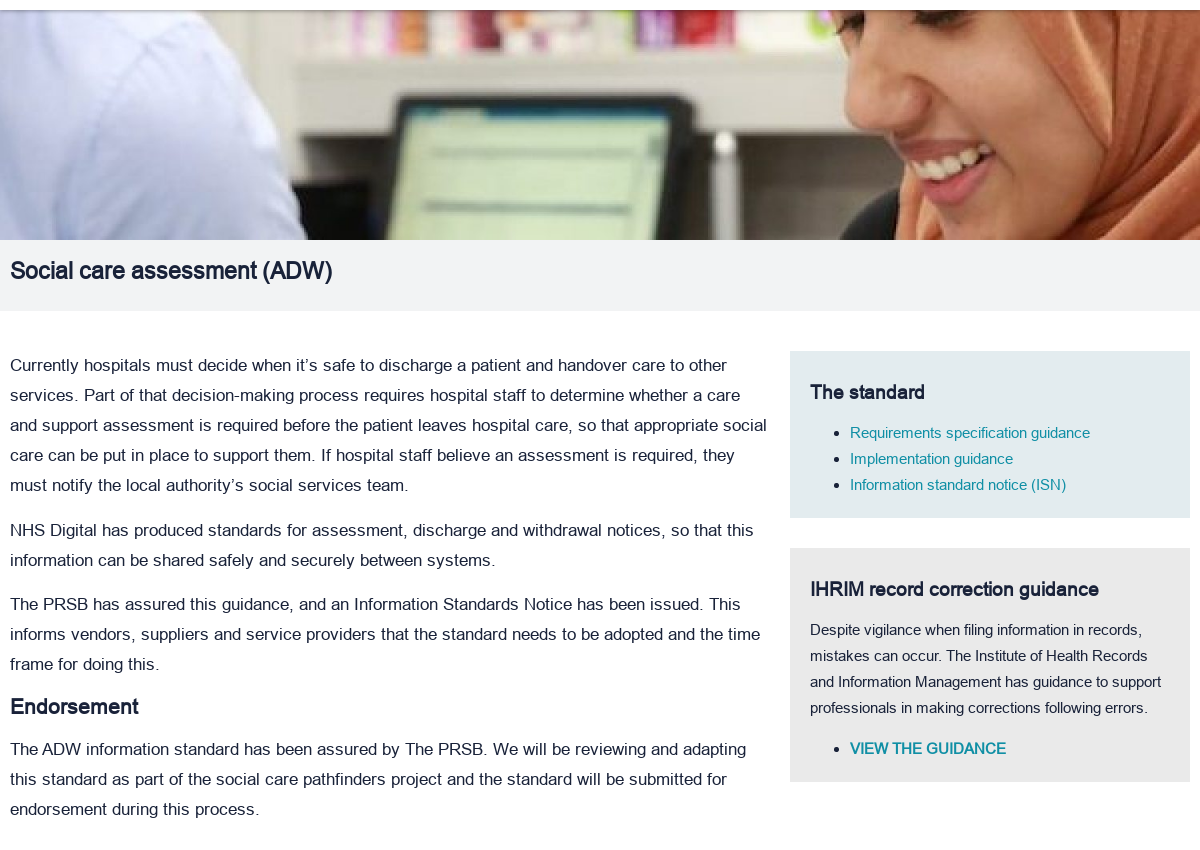 Social care assessment (ADW)
Currently hospitals must decide when it’s safe to discharge a patient and handover care to other
services. Part of that decision-making process requires hospital staff to determine whether a care
and support assessment is required before the patient leaves hospital care, so that appropriate social
care can be put in place to support them. If hospital staff believe an assessment is required, they
must notify the local authority’s social services team.
NHS Digital has produced standards for assessment, discharge and withdrawal notices, so that this
information can be shared safely and securely between systems.
The PRSB has assured this guidance, and an Information Standards Notice has been issued. This
informs vendors, suppliers and service providers that the standard needs to be adopted and the time
frame for doing this.
Endorsement
The ADW information standard has been assured by The PRSB. We will be reviewing and adapting
this standard as part of the social care pathfinders project and the standard will be submitted for
endorsement during this process.
The standard
Requirements specification guidance
Implementation guidance
Information standard notice (ISN)
IHRIM record correction guidance
Despite vigilance when filing information in records,
mistakes can occur. The Institute of Health Records
and Information Management has guidance to support
professionals in making corrections following errors.
VIEW THE GUIDANCE